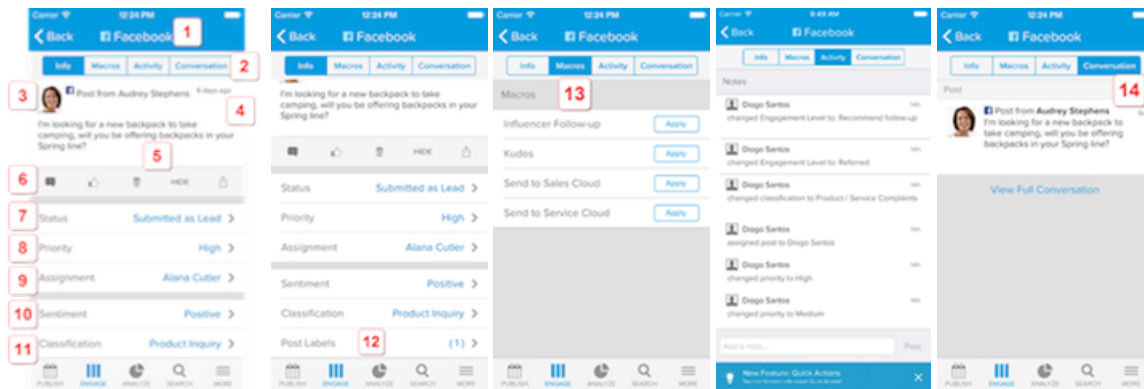 Carrier 12:24 PM
Back Facebook 1
Info Macros Activity Conversation 2
3 Post from Audrey Stephens 6 days ago 4
I'm looking for a new backpack to take
camping, will you be offering backpacks in your
Spring line?
5
6 HIDE
7 Status Submitted as Lead
8 Priority High
9 Assignment Alana Cutler
10 Sentiment Positive
11 Classification Product Inquiry
PUBLISH ENGAGE ANALYZE SEARCH MORE
Carrier 12:24 PM
Back Facebook
Info Macros Activity Conversation
I'm looking for a new backpack to take
camping, will you be offering backpacks in your
Spring line?
HIDE
Status Submitted as Lead
Priority High
Assignment Alana Cutler
Sentiment Positive
Classification Product Inquiry
Post Labels 12 (1)
PUBLISH ENGAGE ANALYZE SEARCH MORE
Carrier 12:24 PM
Back Facebook
Info Macros Activity Conversation
Macros 13
Influencer Follow-up Apply
Kudos Apply
Send to Sales Cloud Apply
Send to Service Cloud Apply
PUBLISH ENGAGE ANALYZE SEARCH MORE
Carrier 9:49 AM
Back Facebook
Info Macros Activity Conversation
Notes
Diogo Santos 14h
changed Engagement Level to: Recommend follow-up
Diogo Santos 14h
changed Engagement Level to: Referred
Diogo Santos 14h
changed classification to Product / Service Complaints
Diogo Santos 14h
assigned post to Diogo Santos
Diogo Santos 14h
changed priority to High
Diogo Santos 14h
changed priority to Medium
Add a note... Post
New Feature: Quick Actions
Carrier 12:24 PM
Back Facebook
Info Macros Activity Conversation
Post 14
Post from Audrey Stephens
I'm looking for a new backpack to
take camping, will you be offering
backpacks in your Spring line?
View Full Conversation
PUBLISH ENGAGE ANALYZE SEARCH MORE